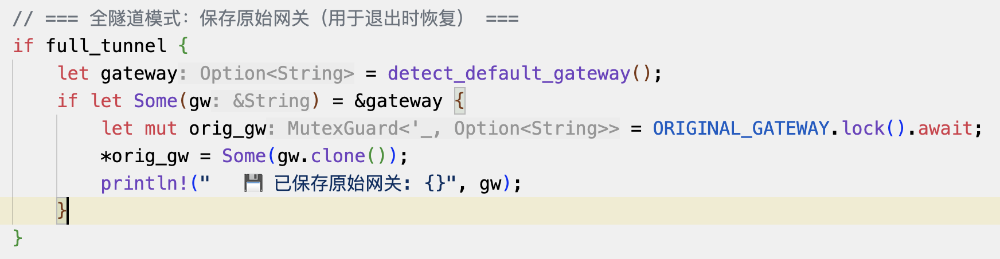 // === 全隧道模式：保存原始网关（用于退出时恢复） ===
if full_tunnel {
    let gateway: Option<String> = detect_default_gateway();
    if let Some(gw: &String) = &gateway {
        let mut orig_gw: MutexGuard<'_, Option<String>> = ORIGINAL_GATEWAY.lock().await;
        *orig_gw = Some(gw.clone());
        println!("   💾 已保存原始网关: {}", gw);
    }
}